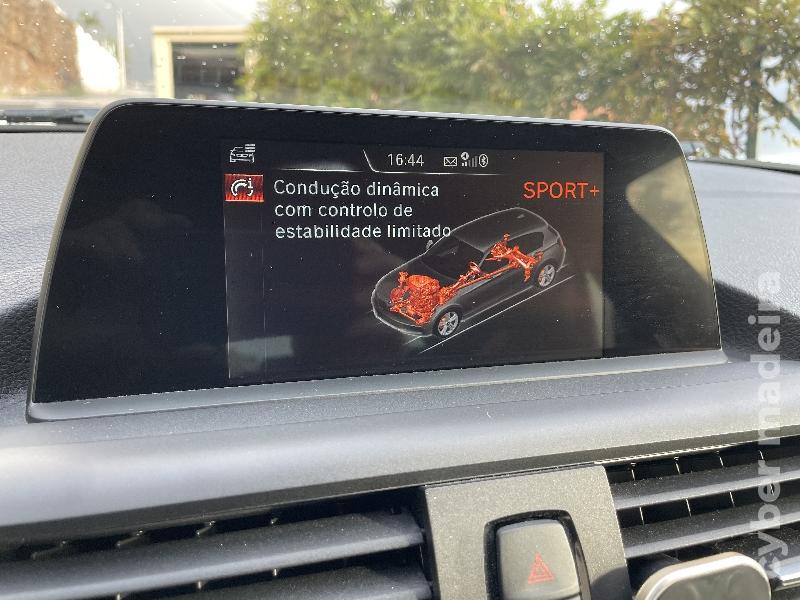 16:44
Condução dinâmica
com controlo de
estabilidade limitado
SPORT+
cyber madeira